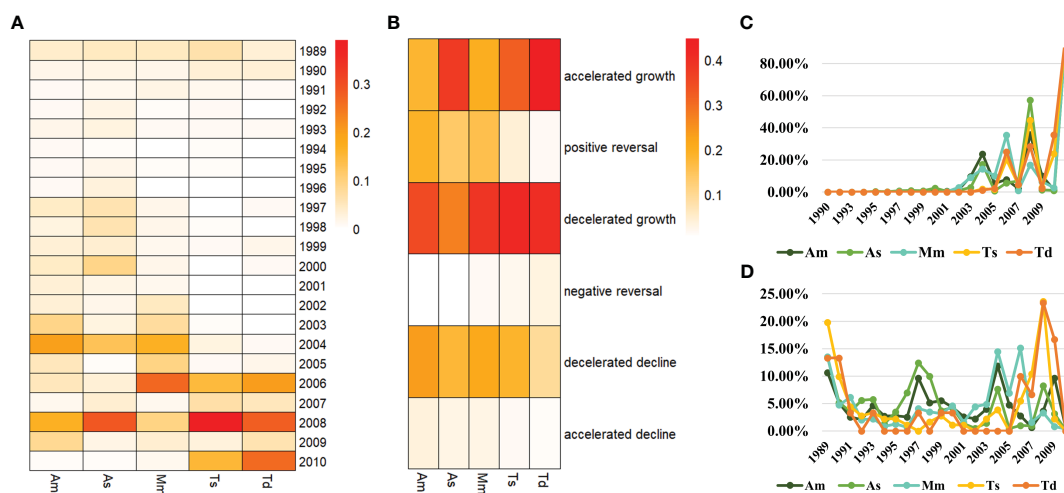 A
1989
1990
1991
1992
1993
1994
1995
1996
1997
1998
1999
2000
2001
2002
2003
2004
2005
2006
2007
2008
2009
2010
Am As Mm Ts Td
0.3
0.2
0.1
0
B
accelerated growth
positive reversal
decelerated growth
negative reversal
decelerated decline
accelerated decline
Am As Mm Ts Td
0.4
0.3
0.2
0.1
C
80.00%
60.00%
40.00%
20.00%
0.00%
1990 1993 1995 1997 1999 2001 2003 2005 2007 2009
Am As Mm Ts Td
D
25.00%
20.00%
15.00%
10.00%
5.00%
0.00%
1989 1991 1993 1995 1997 1999 2001 2003 2005 2007 2009
Am As Mm Ts Td